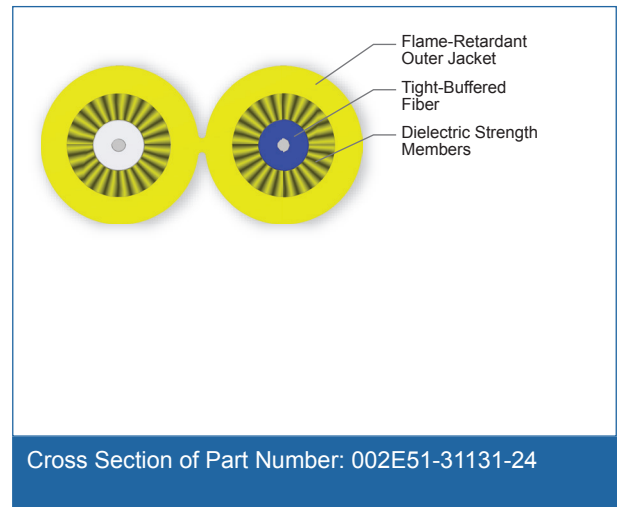 Flame-Retardant
Outer Jacket
Tight-Buffered
Fiber
Dielectric Strength
Members
Cross Section of Part Number: 002E51-31131-24